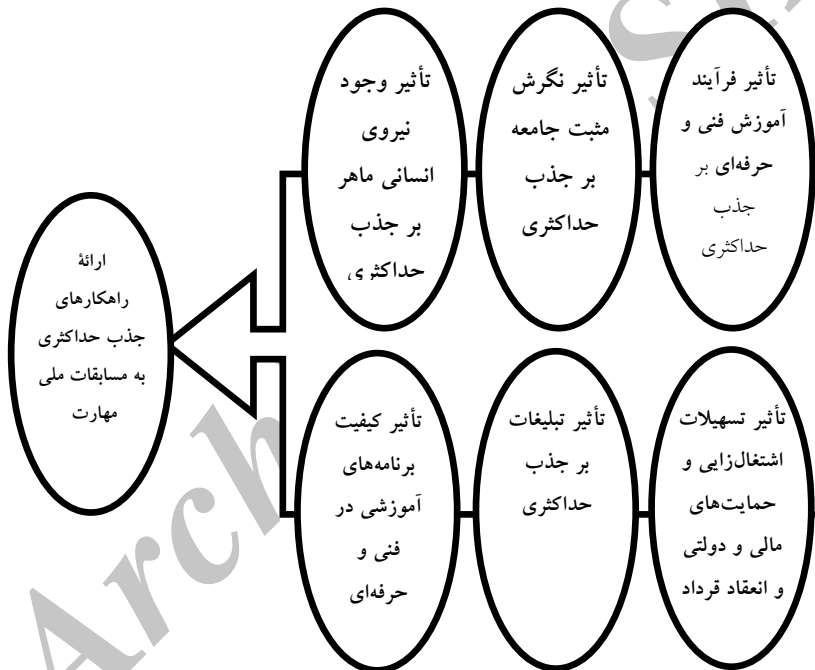 تأثیر فرآیند
آموزش فنی و
حرفه‌ای بر
جذب
حداکثری
تأثیر نگرش
مثبت جامعه
بر جذب
حداکثری
تأثیر وجود
نیروی
انسانی ماهر
بر جذب
حداکثری
ارائهٔ
راهکارهای
جذب حداکثری
به مسابقات ملی
مهارت
تأثیر تسهیلات
اشتغال‌زایی و
حمایت‌های
مالی و دولتی
و انعقاد قرداد
تأثیر تبلیغات
بر جذب
حداکثری
تأثیر کیفیت
برنامه‌های
آموزشی در
فنی و
حرفه‌ای